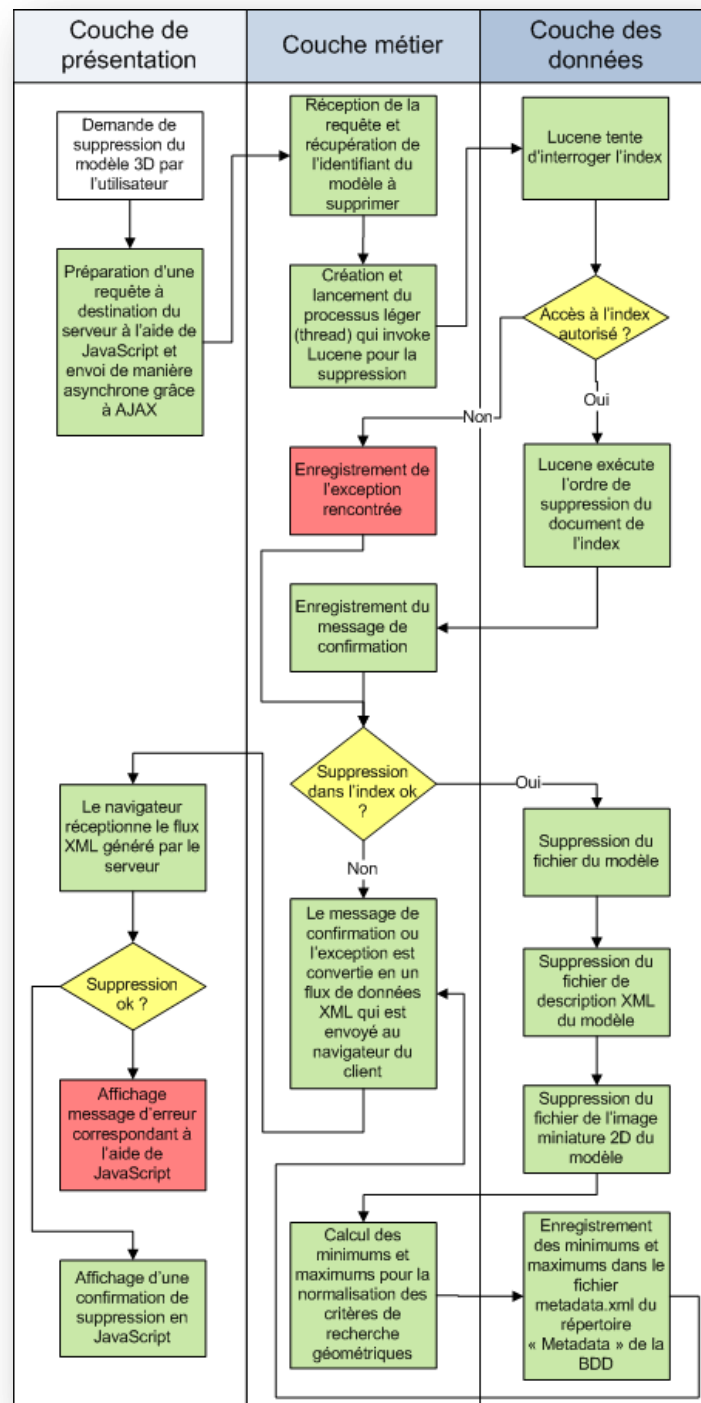 Couche de
présentation
Couche métier
Couche des
données
Demande de
suppression du
modèle 3D par
l'utilisateur
Préparation d'une
requête à
destination du
serveur à l'aide de
JavaScript et
envoi de manière
asynchrone grâce
à AJAX
Réception de la
requête et
récupération de
l'identifiant du
modèle à
supprimer
Création et
lancement du
processus léger
(thread) qui invoke
Lucene pour la
suppression
Lucene tente
d'interroger l'index
Accès à l'index
autorisé ?
Oui
Non
Enregistrement de
l'exception
rencontrée
Lucene exécute
l'ordre de
suppression du
document de
l'index
Enregistrement du
message de
confirmation
Suppression
dans l'index ok
?
Oui
Non
Suppression du
fichier du modèle
Suppression du
fichier de
description XML
du modèle
Suppression du
fichier de l'image
miniature 2D du
modèle
Calcul des
minimums et
maximums pour la
normalisation des
critères de
recherche
géométriques
Enregistrement
des minimums et
maximums dans le
fichier
metadata.xml du
répertoire
« Metadata » de la
BDD
Le message de
confirmation ou
l'exception est
convertie en un
flux de données
XML qui est
envoyé au
navigateur du
client
Le navigateur
réceptionne le flux
XML généré par le
serveur
Suppression
ok ?
Affichage
message d'erreur
correspondant à
l'aide de
JavaScript
Affichage d'une
confirmation de
suppression en
JavaScript